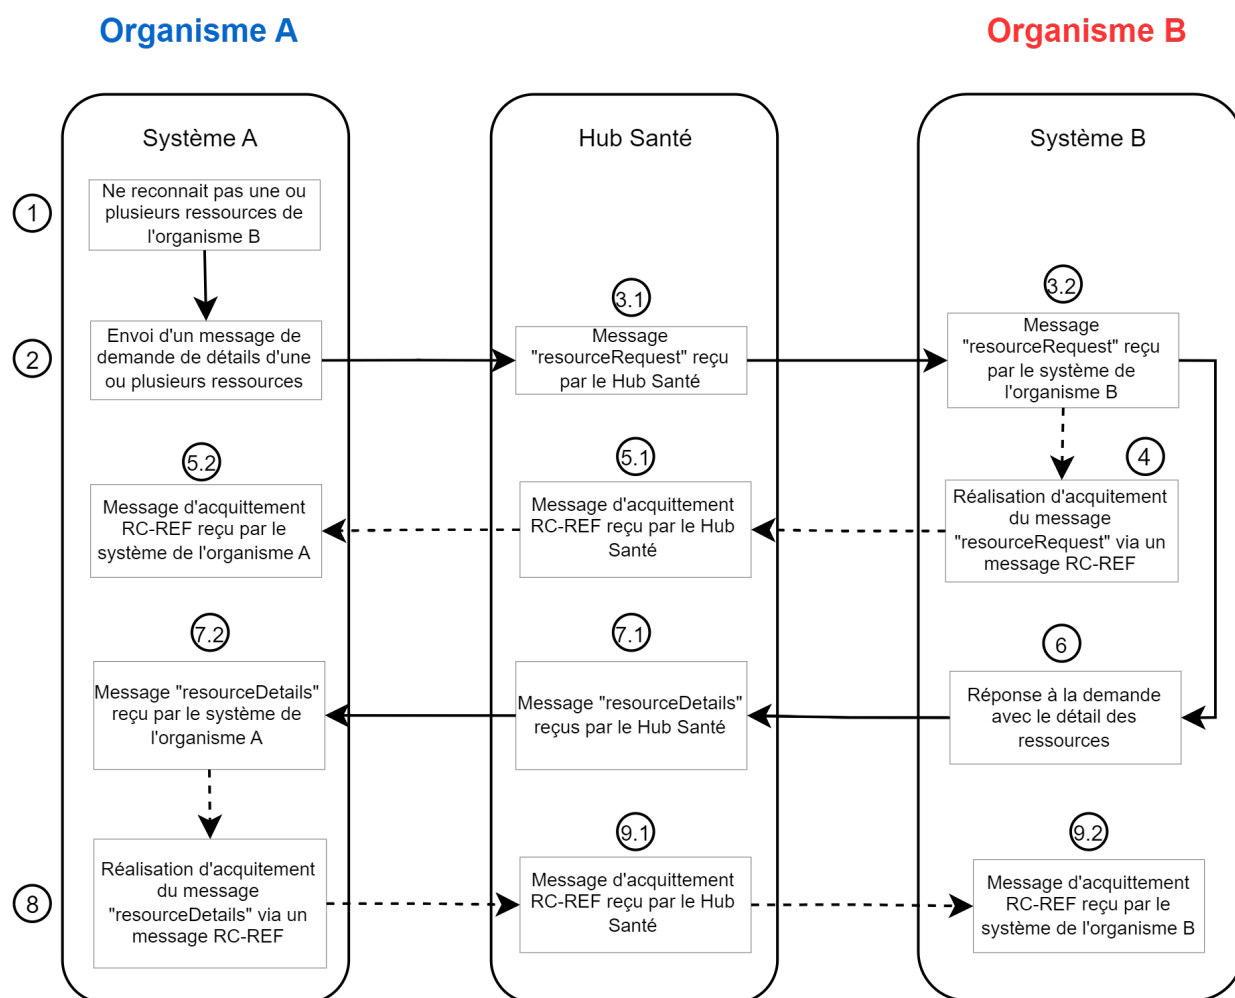 Organisme A
Organisme B
Système A
Hub Santé
Système B
1
Ne reconnait pas une ou
plusieurs ressources de
l'organisme B
2
Envoi d'un message de
demande de détails d'une
ou plusieurs ressources
3.1
Message
"resourceRequest" reçu
par le Hub Santé
3.2
Message
"resourceRequest" reçu
par le système de
l'organisme B
4
Réalisation d'acquitement
du message
"resourceRequest" via un
message RC-REF
5.1
Message d'acquittement
RC-REF reçu par le Hub
Santé
5.2
Message d'acquittement
RC-REF reçu par le
système de l'organisme A
6
Réponse à la demande
avec le détail des
ressources
7.1
Message "resourceDetails"
reçus par le Hub Santé
7.2
Message "resourceDetails"
reçu par le système de
l'organisme A
8
Réalisation d'acquitement
du message
"resourceDetails" via un
message RC-REF
9.1
Message d'acquittement
RC-REF reçu par le Hub
Santé
9.2
Message d'acquittement
RC-REF reçu par le
système de l'organisme B